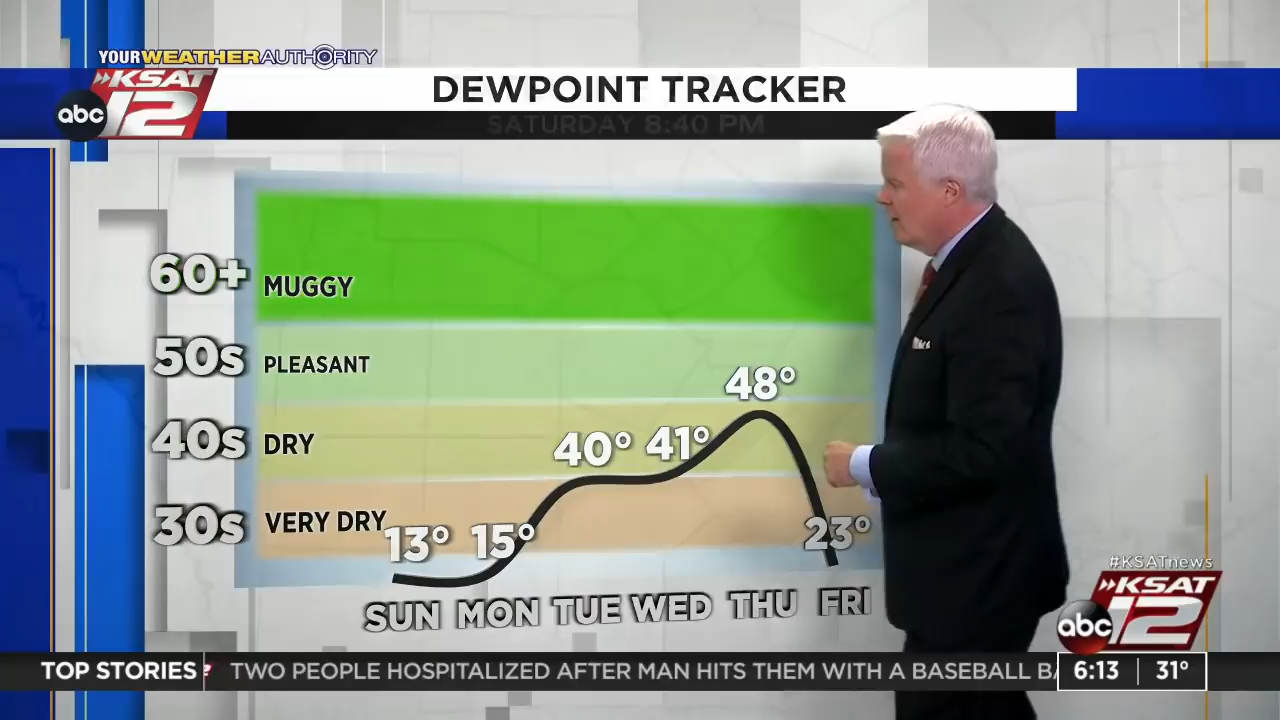 YOUR WEATHER AUTHORITY
KSAT
abc 12
DEWPOINT TRACKER
SATURDAY 8:40 PM
60+ MUGGY
50s PLEASANT
40s DRY
30s VERY DRY
48°
40° 41°
13° 15° 23°
SUN MON TUE WED THU FRI
#KSATnews
KSAT
abc 12
TOP STORIES TWO PEOPLE HOSPITALIZED AFTER MAN HITS THEM WITH A BASEBALL BA 6:13 31°